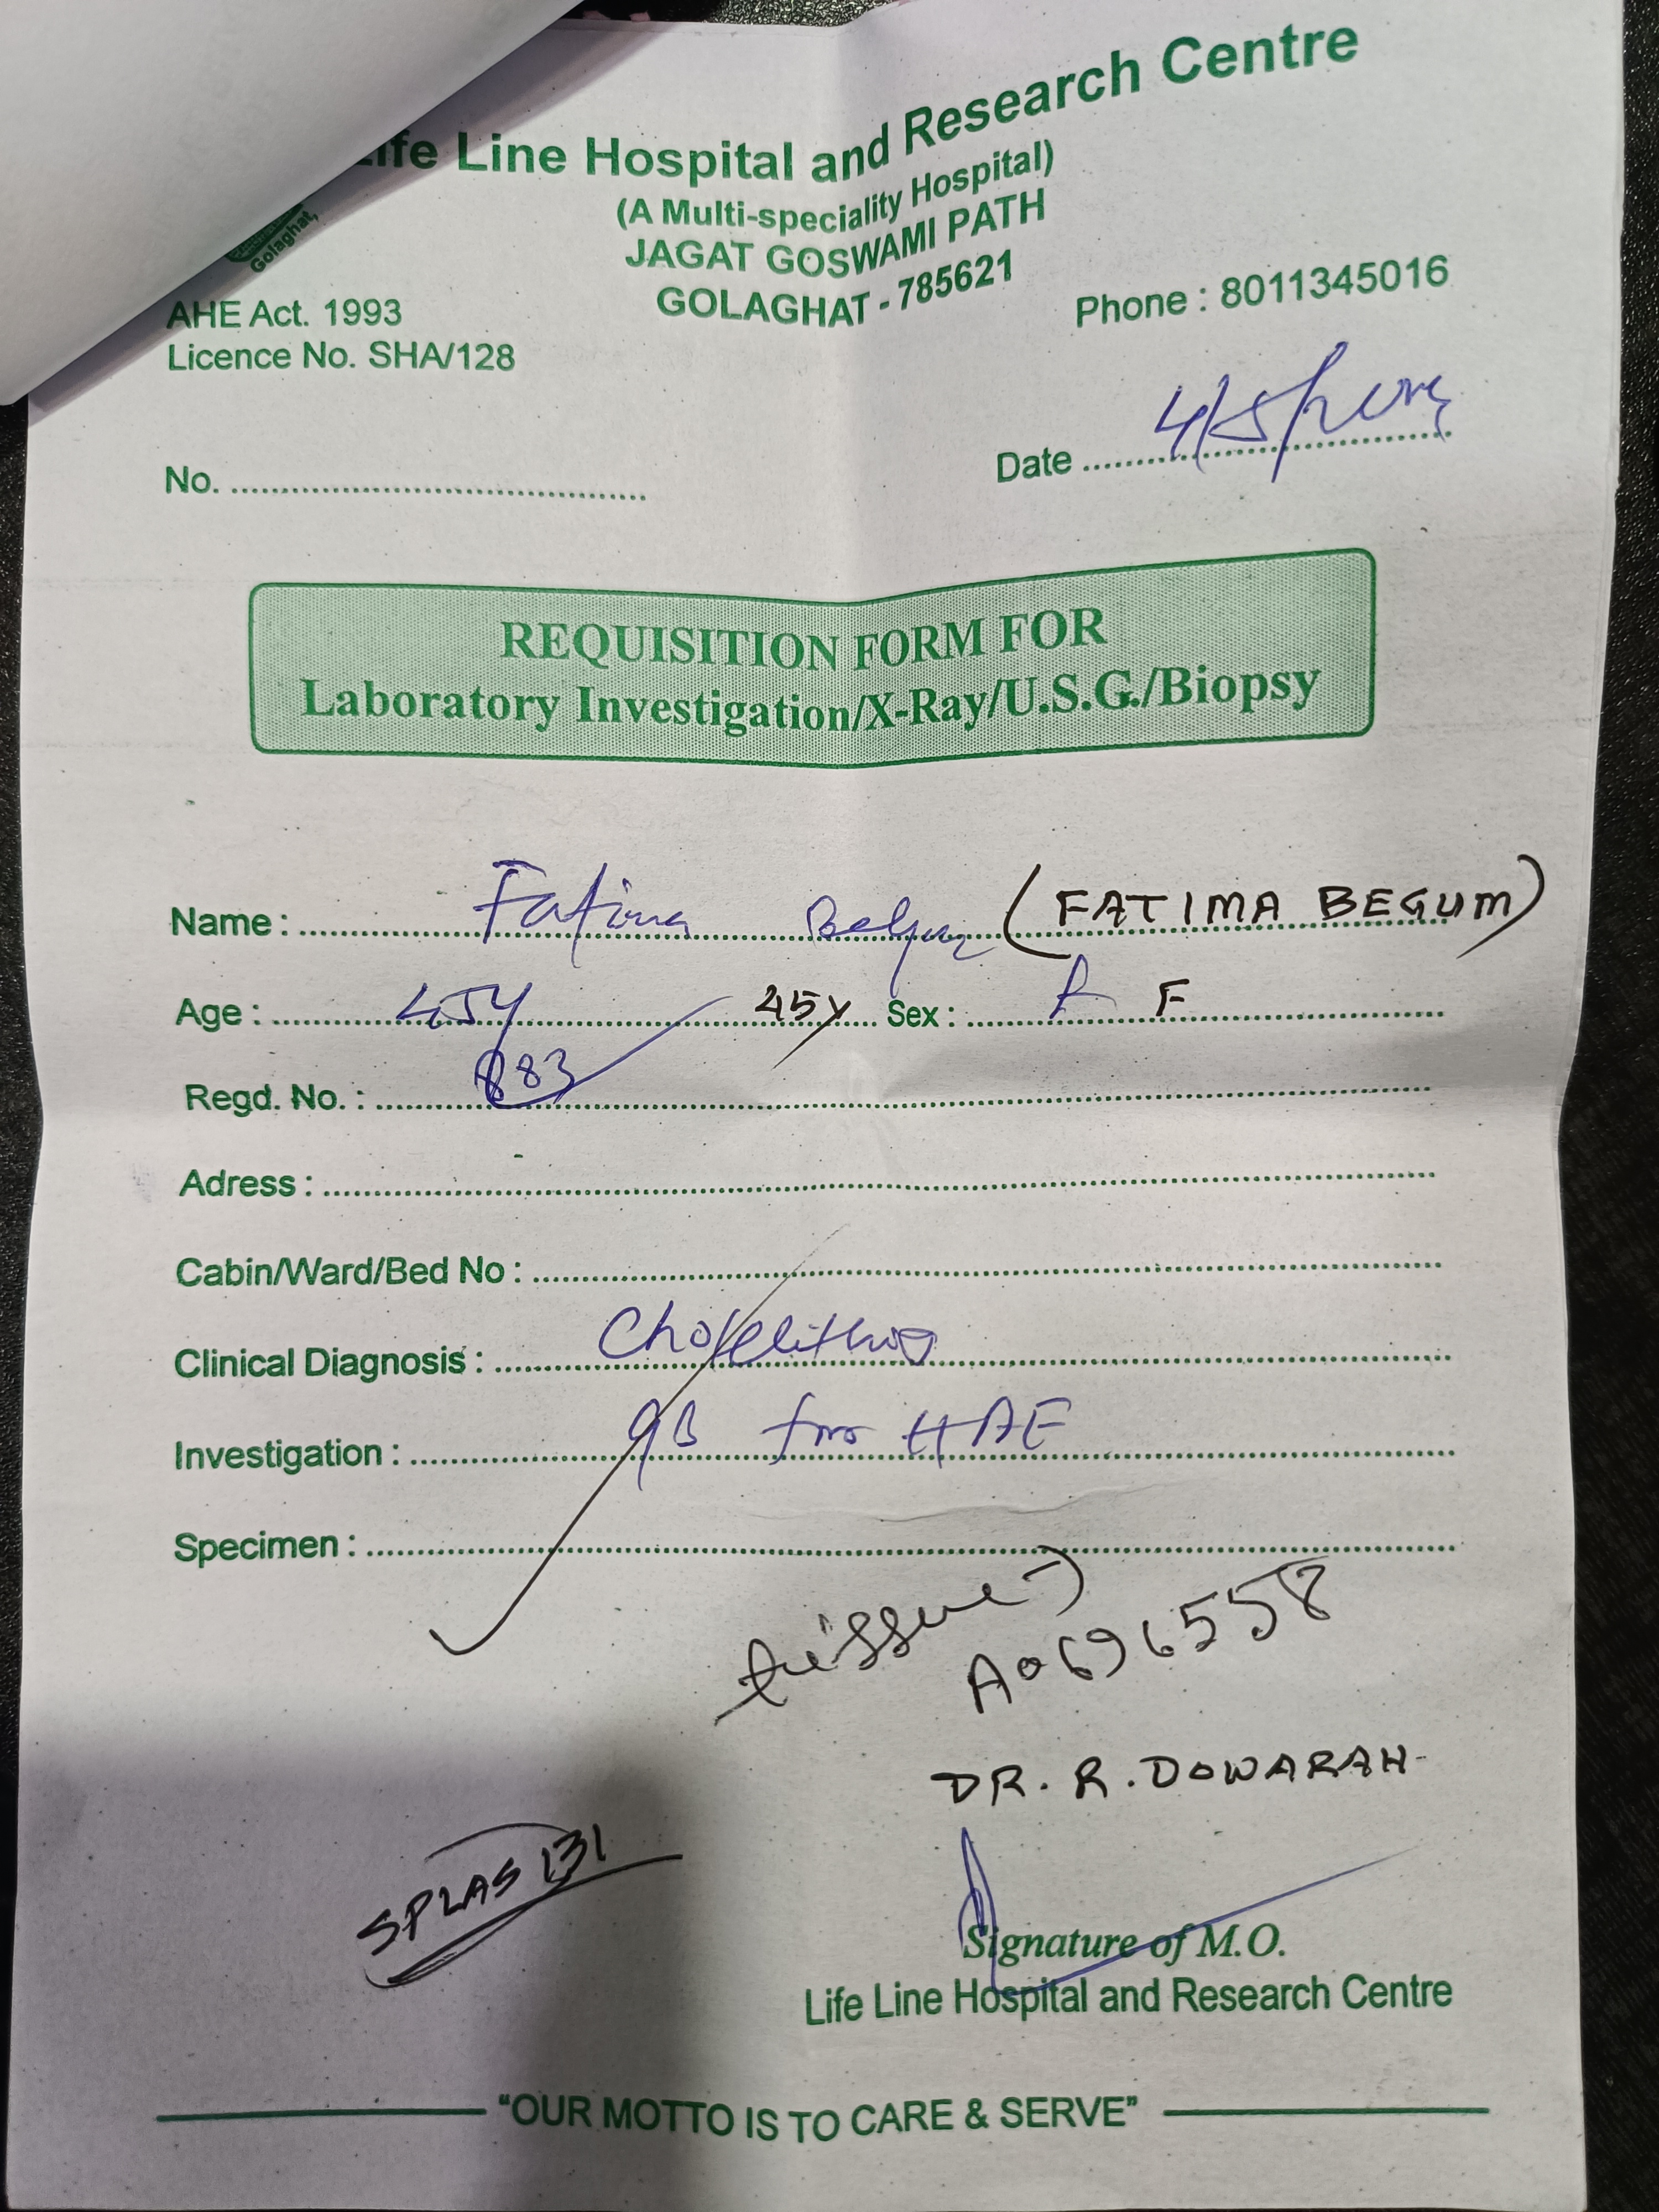 Life Line Hospital and Research Centre
(A Multi-speciality Hospital)
JAGAT GOSWAMI PATH
GOLAGHAT - 785621
Golaghat,
AHE Act. 1993
Licence No. SHA/128
Phone : 8011345016
No.
Date
REQUISITION FORM FOR
Laboratory Investigation/X-Ray/U.S.G./Biopsy
Name : Fatima Begum (FATIMA BEGUM)
Age : 45y 45y Sex : F F
Regd. No. : 883
Adress :
Cabin/Ward/Bed No :
Clinical Diagnosis :
Investigation : GB for HPE
Specimen :
tissue
A0696558
DR. R. DOWARAH
SPLAS 131
Signature of M.O.
Life Line Hospital and Research Centre
“OUR MOTTO IS TO CARE & SERVE”